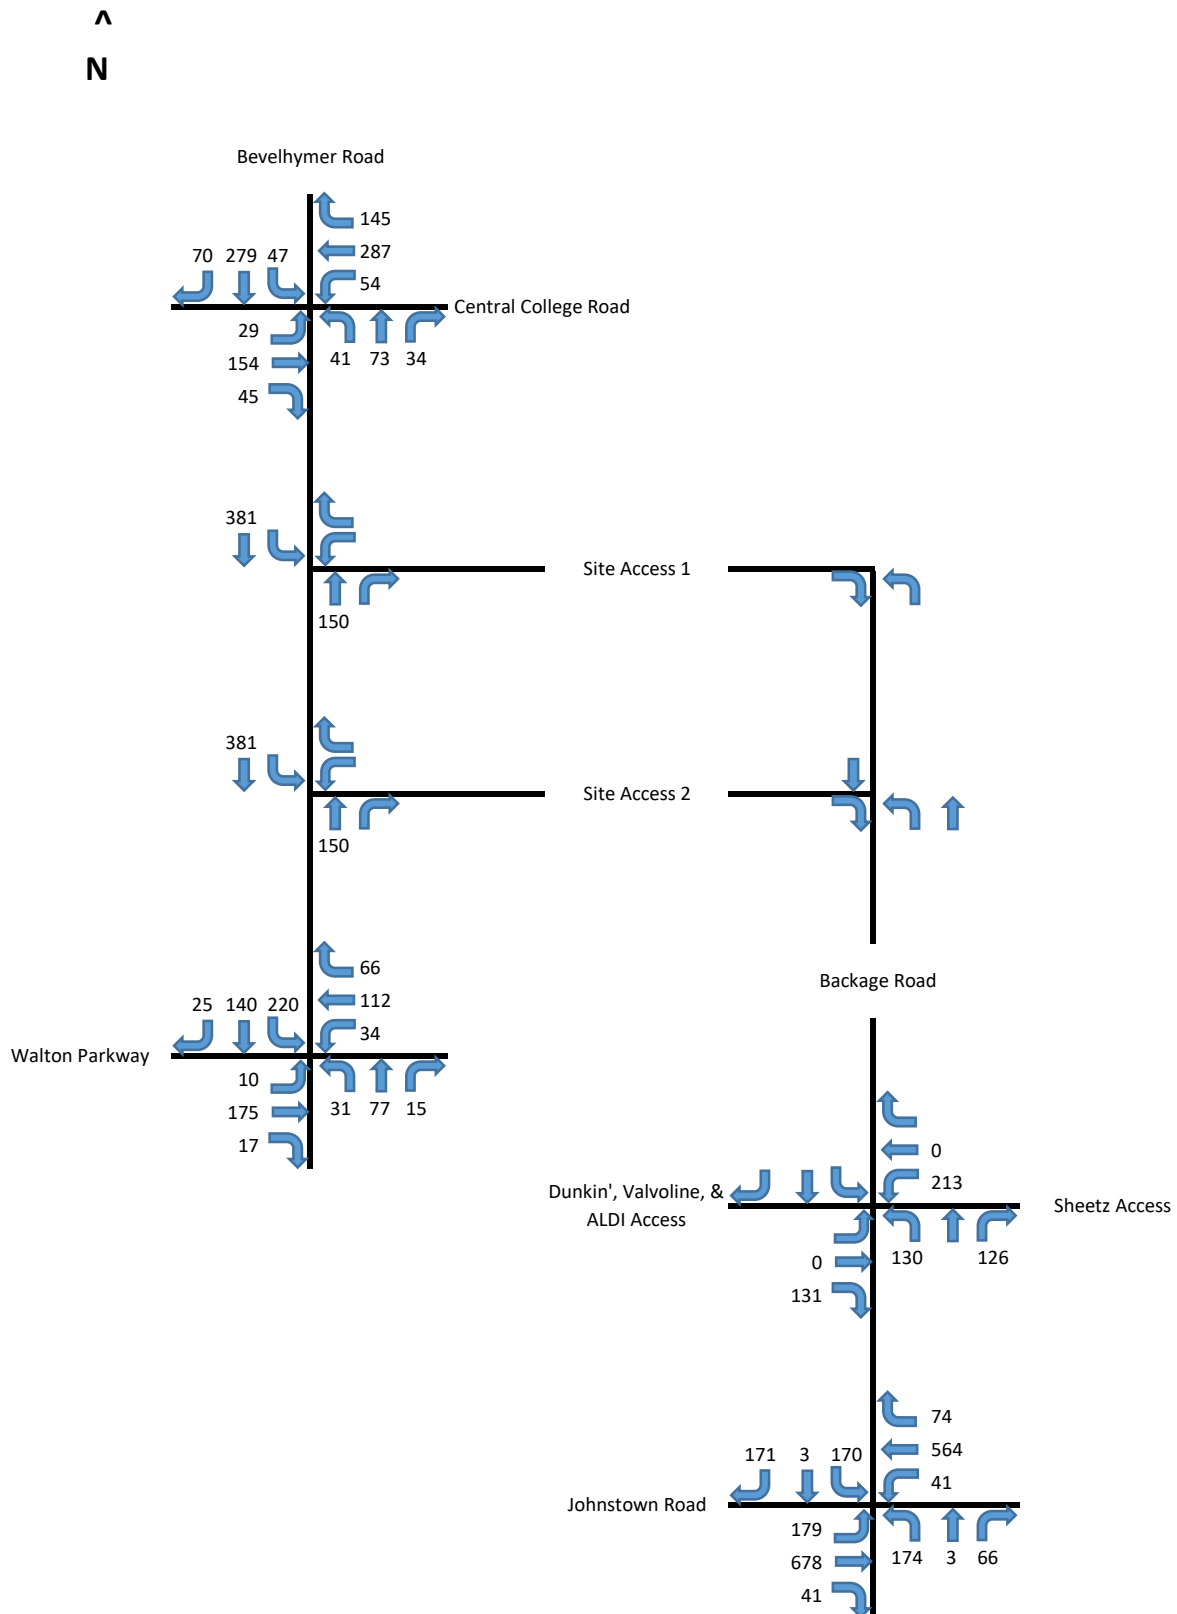 ^
N
Bevelhymer Road
145
287
70 279 47
54
Central College Road
29
41 73 34
154
45
381
Site Access 1
150
381
Site Access 2
150
66
Backage Road
112
25 140 220
34
Walton Parkway
10
31 77 15
175
17
0
213
Dunkin', Valvoline, &
ALDI Access
Sheetz Access
0
130 126
131
74
564
171 3 170
41
Johnstown Road
179
174 3 66
678
41